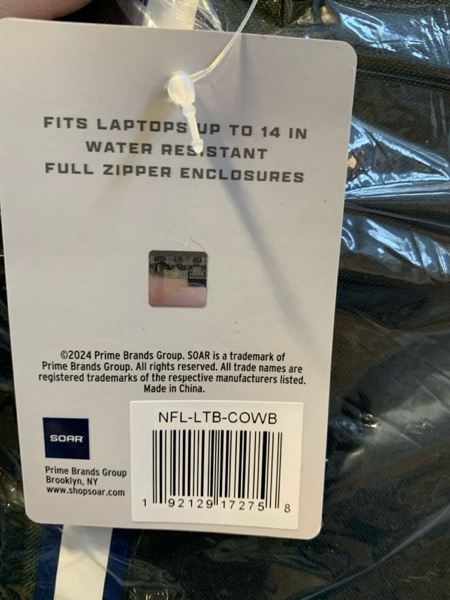 FITS LAPTOPS UP TO 14 IN
WATER RESISTANT
FULL ZIPPER ENCLOSURES
©2024 Prime Brands Group. SOAR is a trademark of
Prime Brands Group. All rights reserved. All trade names are
registered trademarks of the respective manufacturers listed.
Made in China.
SOAR
Prime Brands Group
Brooklyn, NY
www.shopsoar.com
NFL-LTB-COWB
1 92129 17275 8